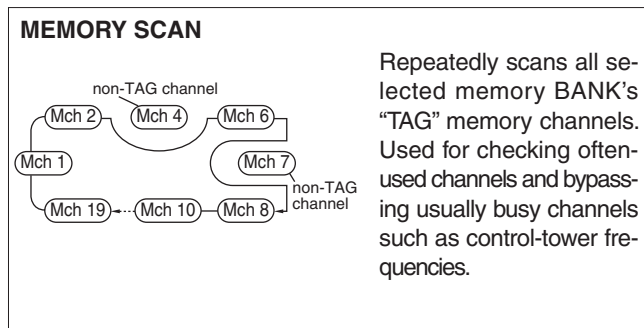 MEMORY SCAN
non-TAG channel
Mch 2
Mch 4
Mch 6
Mch 1
Mch 7
non-TAG
channel
Mch 19
Mch 10
Mch 8
Repeatedly scans all se-
lected memory BANK's
“TAG” memory channels.
Used for checking often-
used channels and bypass-
ing usually busy channels
such as control-tower fre-
quencies.